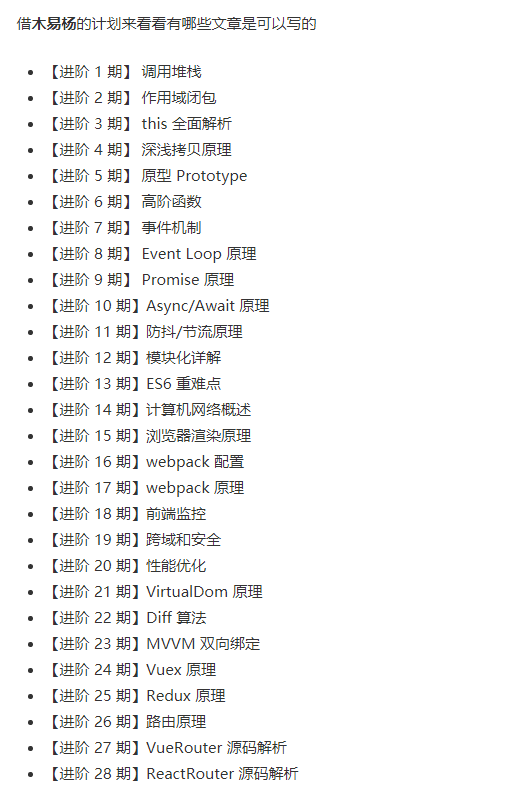 借木易杨的计划来看看有哪些文章是可以写的
【进阶 1 期】 调用堆栈
【进阶 2 期】 作用域闭包
【进阶 3 期】 this 全面解析
【进阶 4 期】 深浅拷贝原理
【进阶 5 期】 原型 Prototype
【进阶 6 期】 高阶函数
【进阶 7 期】 事件机制
【进阶 8 期】 Event Loop 原理
【进阶 9 期】 Promise 原理
【进阶 10 期】Async/Await 原理
【进阶 11 期】防抖/节流原理
【进阶 12 期】模块化详解
【进阶 13 期】ES6 重难点
【进阶 14 期】计算机网络概述
【进阶 15 期】浏览器渲染原理
【进阶 16 期】webpack 配置
【进阶 17 期】webpack 原理
【进阶 18 期】前端监控
【进阶 19 期】跨域和安全
【进阶 20 期】性能优化
【进阶 21 期】VirtualDom 原理
【进阶 22 期】Diff 算法
【进阶 23 期】MVVM 双向绑定
【进阶 24 期】Vuex 原理
【进阶 25 期】Redux 原理
【进阶 26 期】路由原理
【进阶 27 期】VueRouter 源码解析
【进阶 28 期】ReactRouter 源码解析